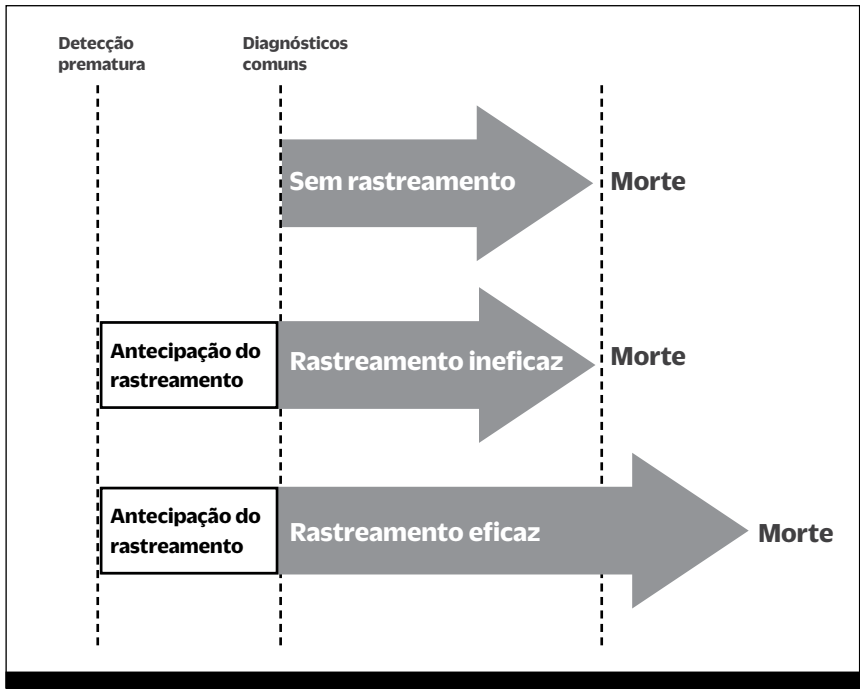 Detecção
prematura
Diagnósticos
comuns
Sem rastreamento
Morte
Antecipação do
rastreamento
Rastreamento ineficaz
Morte
Antecipação do
rastreamento
Rastreamento eficaz
Morte